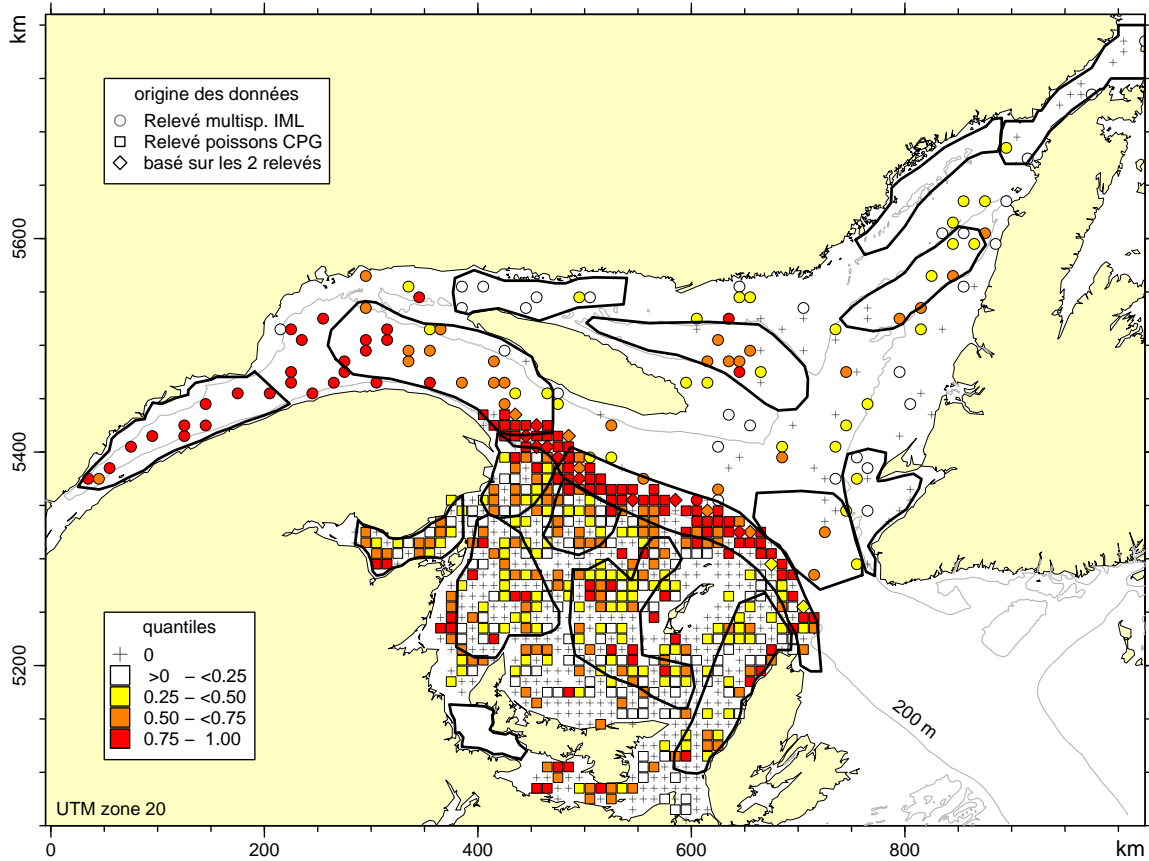 km
5600
5400
5200
origine des données
Relevé multisp. IML
Relevé poissons CPG
basé sur les 2 relevés
quantiles
0
>0 – <0.25
0.25 – <0.50
0.50 – <0.75
0.75 – 1.00
200 m
UTM zone 20
0 200 400 600 800 km